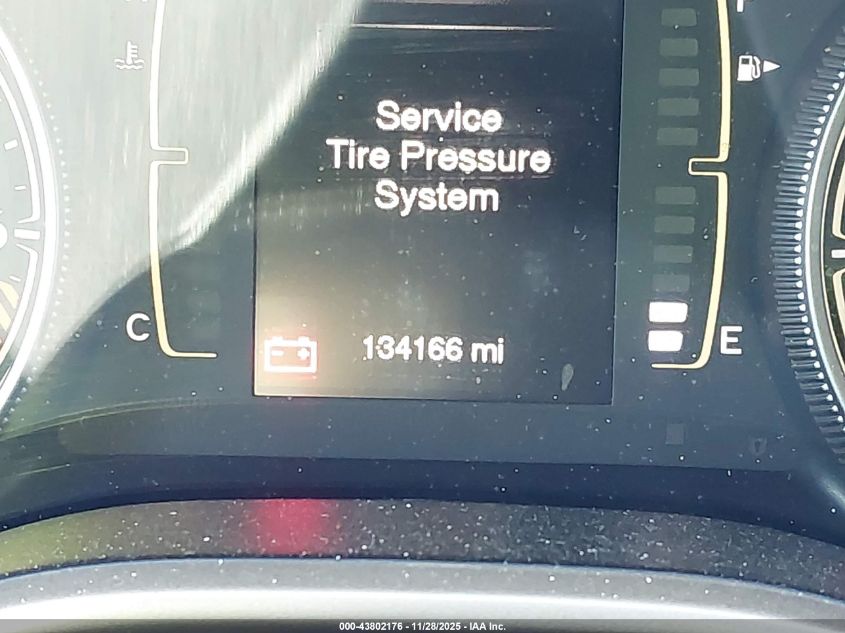 Service
Tire Pressure
System
C
E
134166 mi
000-43802176 - 11/28/2025 - IAA Inc.